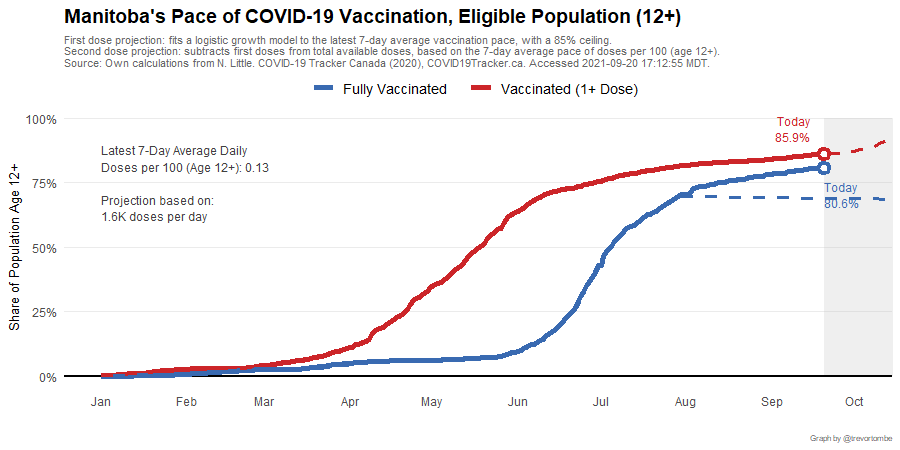 Manitoba's Pace of COVID-19 Vaccination, Eligible Population (12+)
First dose projection: fits a logistic growth model to the latest 7-day average vaccination pace, with a 85% ceiling.
Second dose projection: subtracts first doses from total available doses, based on the 7-day average pace of doses per 100 (age 12+).
Source: Own calculations from N. Little. COVID-19 Tracker Canada (2020), COVID19Tracker.ca. Accessed 2021-09-20 17:12:55 MDT.
Fully Vaccinated
Vaccinated (1+ Dose)
Share of Population Age 12+
100%
75%
50%
25%
0%
Latest 7-Day Average Daily
Doses per 100 (Age 12+): 0.13
Projection based on:
1.6K doses per day
Today
85.9%
Today
80.6%
Jan
Feb
Mar
Apr
May
Jun
Jul
Aug
Sep
Oct
Graph by @trevortombe